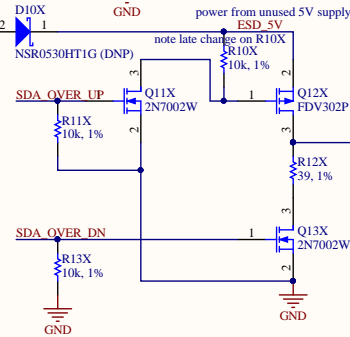 D10X
GND
power from unused 5V supply
2
1
ESD_5V
NSR0530HT1G (DNP)
note late change on R10X
R10X
10k, 1%
3
2
SDA_OVER_UP
1
Q11X
2N7002W
1
Q12X
FDV302P
R11X
10k, 1%
2
3
R12X
39, 1%
3
SDA_OVER_DN
1
Q13X
2N7002W
R13X
10k, 1%
2
GND
GND